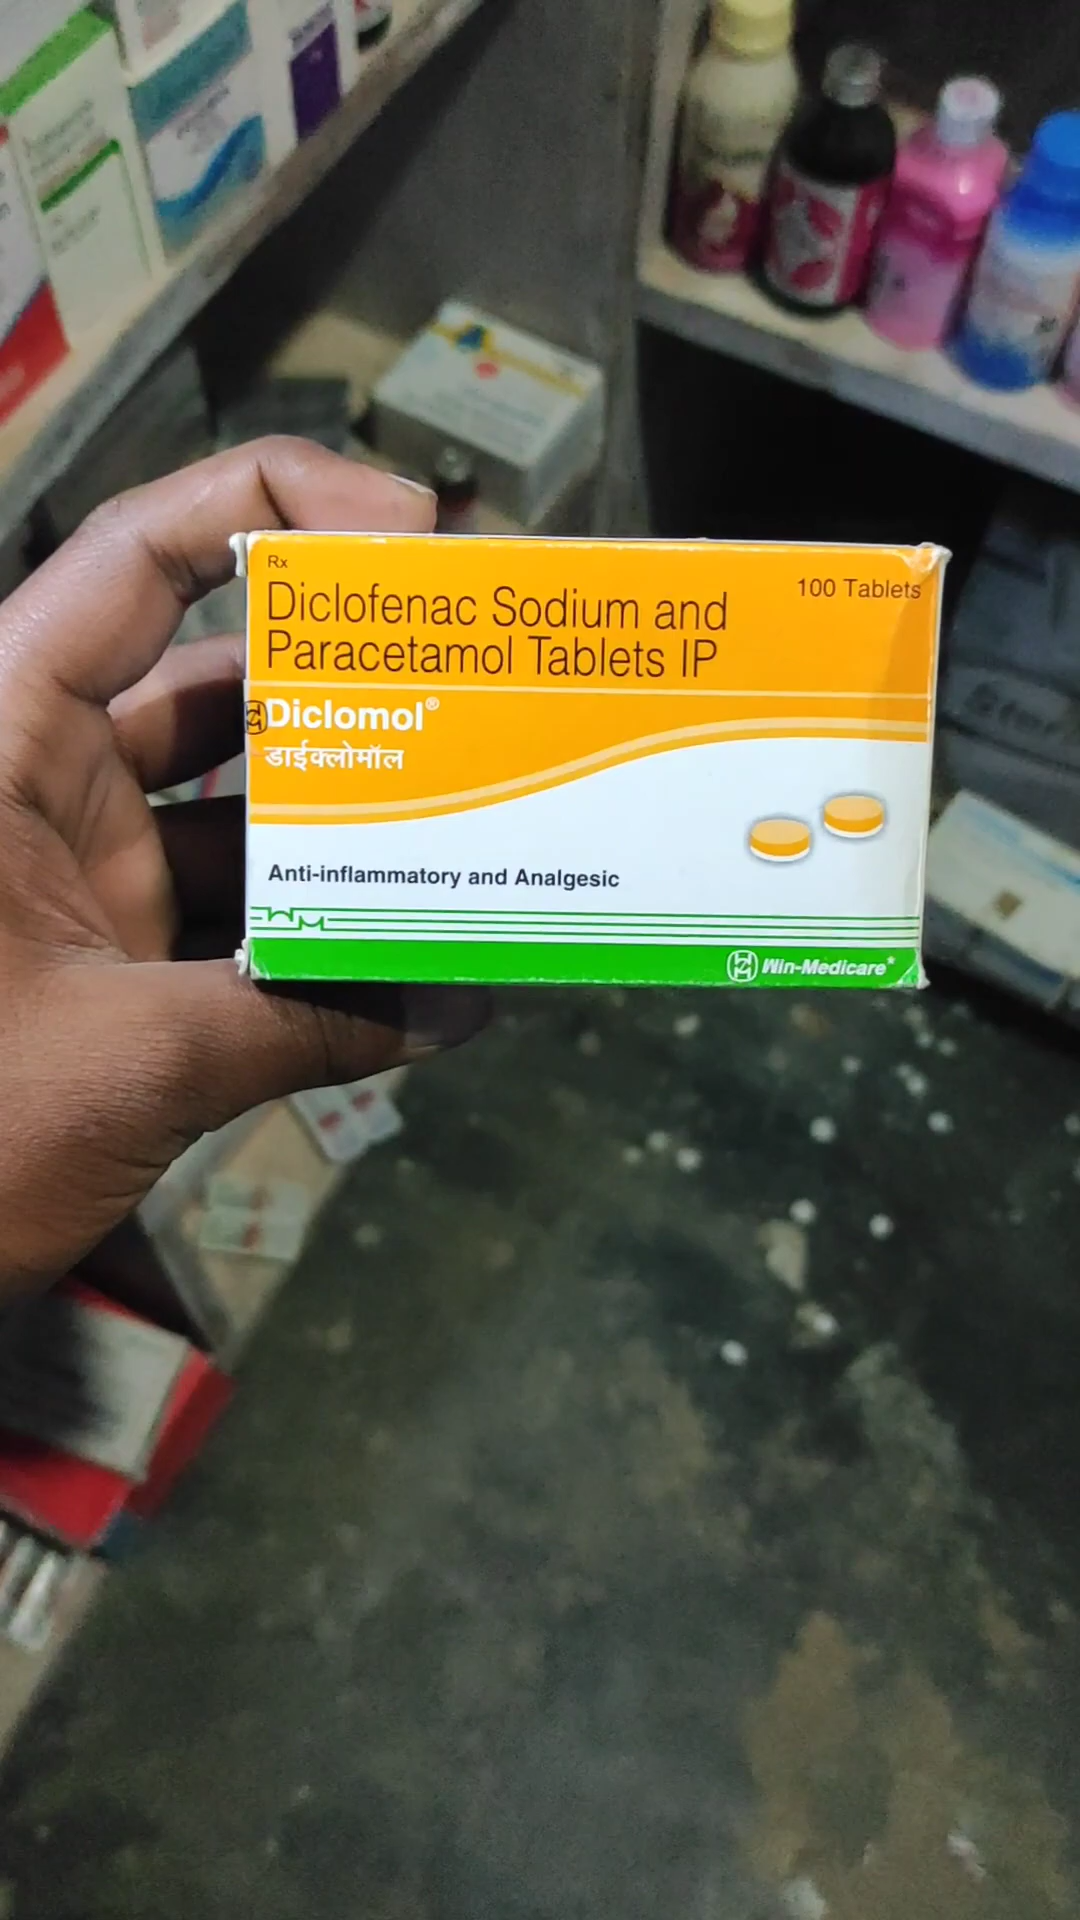 Rx
Diclofenac Sodium and
Paracetamol Tablets IP
100 Tablets
Diclomol®
डाईक्लोमॉल
Anti-inflammatory and Analgesic
Win-Medicare*